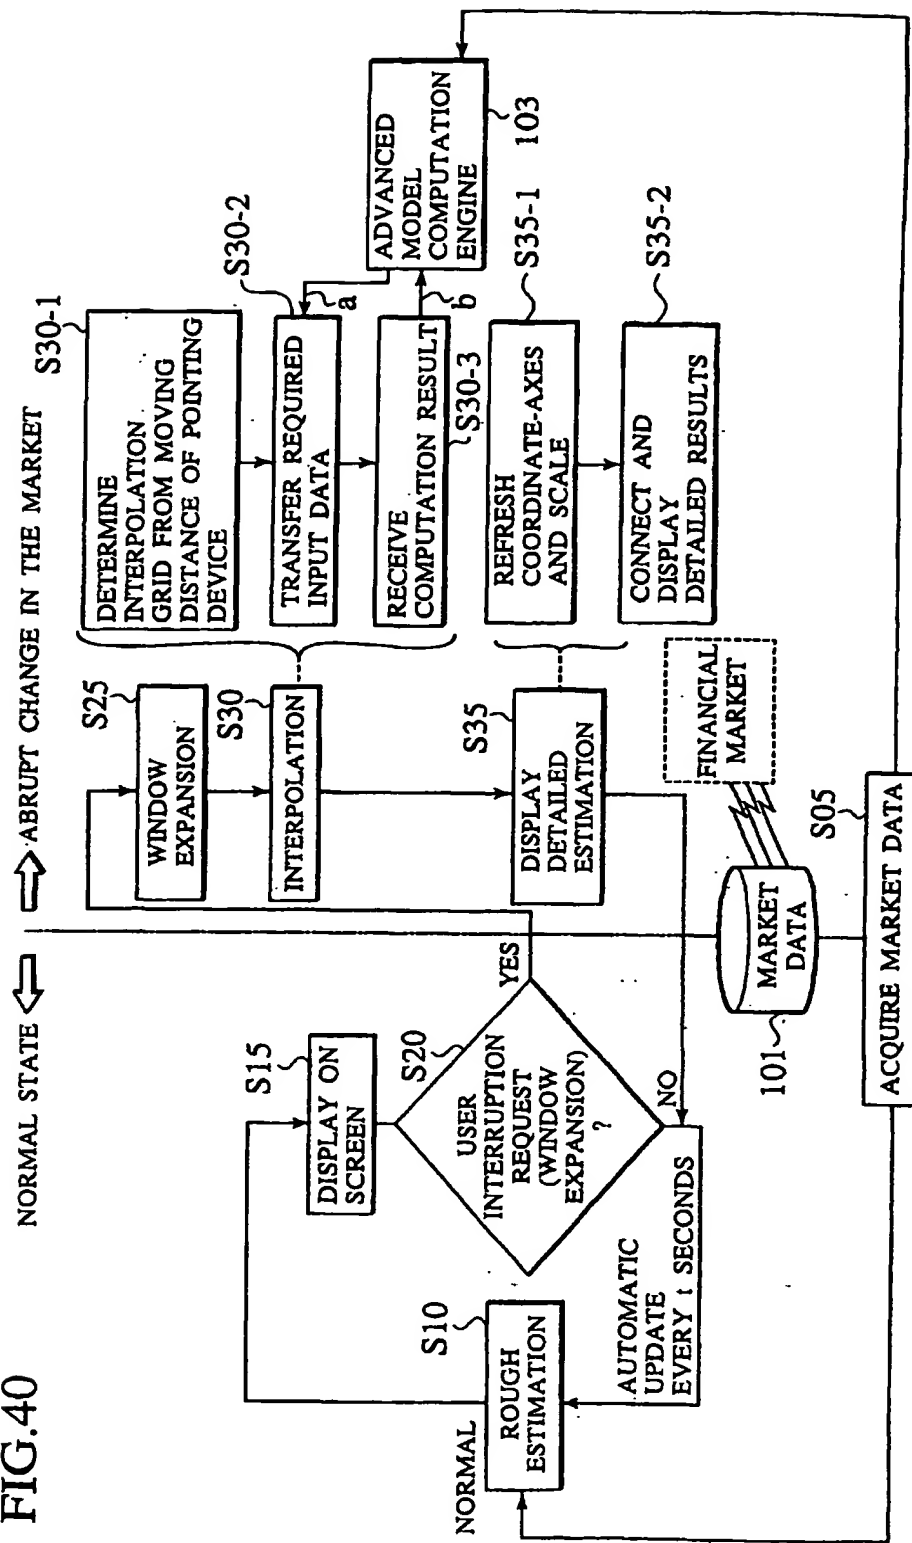 FIG.40
NORMAL STATE
ABRUPT CHANGE IN THE MARKET
NORMAL
S10
ROUGH
ESTIMATION
S15
DISPLAY ON
SCREEN
S20
USER
INTERRUPTION
REQUEST
(WINDOW
EXPANSION)
?
YES
NO
AUTOMATIC
UPDATE
EVERY t SECONDS
S25
WINDOW
EXPANSION
S30
INTERPOLATION
S35
DISPLAY
DETAILED
ESTIMATION
S30-1
DETERMINE
INTERPOLATION
GRID FROM MOVING
DISTANCE OF POINTING
DEVICE
S30-2
TRANSFER REQUIRED
INPUT DATA
RECEIVE
COMPUTATION RESULT
S30-3
a
b
ADVANCED
MODEL
COMPUTATION
ENGINE
103
S35-1
REFRESH
COORDINATE-AXES
AND SCALE
S35-2
CONNECT AND
DISPLAY
DETAILED RESULTS
FINANCIAL
MARKET
MARKET
DATA
101
S05
ACQUIRE MARKET DATA